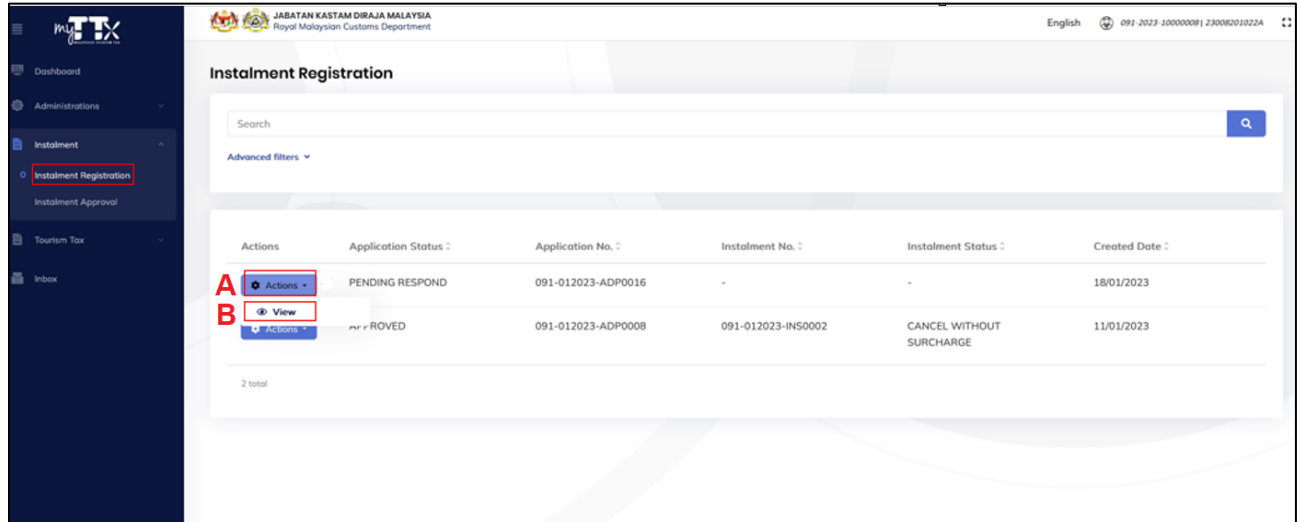 myTTX
JABATAN KASTAM DIRAJA MALAYSIA
Royal Malaysian Customs Department
English 091-2023-10000008| 23008201022A
Dashboard
Administrations
Instalment
Instalment Registration
Instalment Approval
Tourism Tax
Inbox
Instalment Registration
Search
Advanced filters
Actions Application Status Application No. Instalment No. Instalment Status Created Date
A Actions PENDING RESPOND 091-012023-ADP0016 - - 18/01/2023
B View
Actions APPROVED 091-012023-ADP0008 091-012023-INS0002 CANCEL WITHOUT 11/01/2023
SURCHARGE
2 total